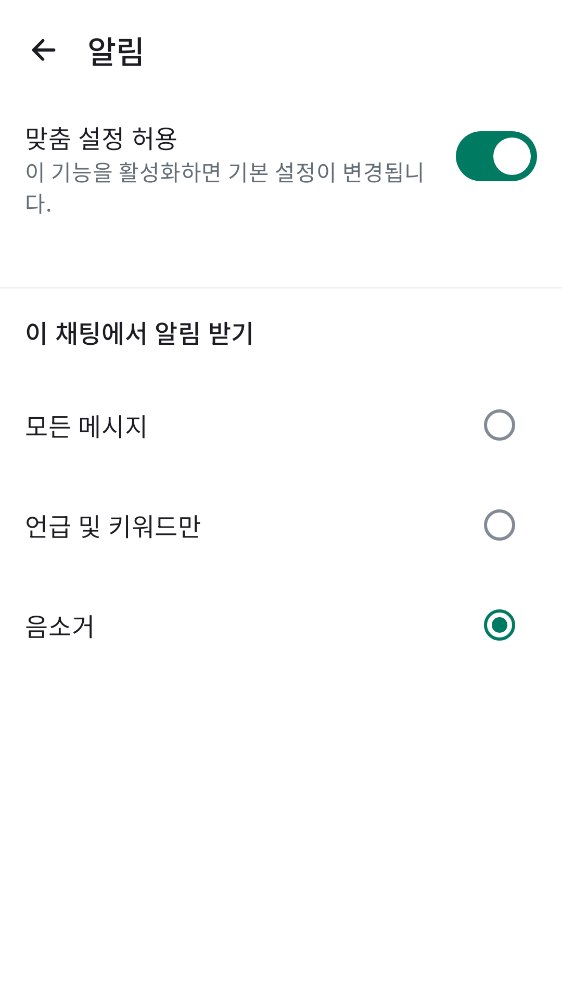 알림
맞춤 설정 허용
이 기능을 활성화하면 기본 설정이 변경됩니
다.
이 채팅에서 알림 받기
모든 메시지
언급 및 키워드만
음소거